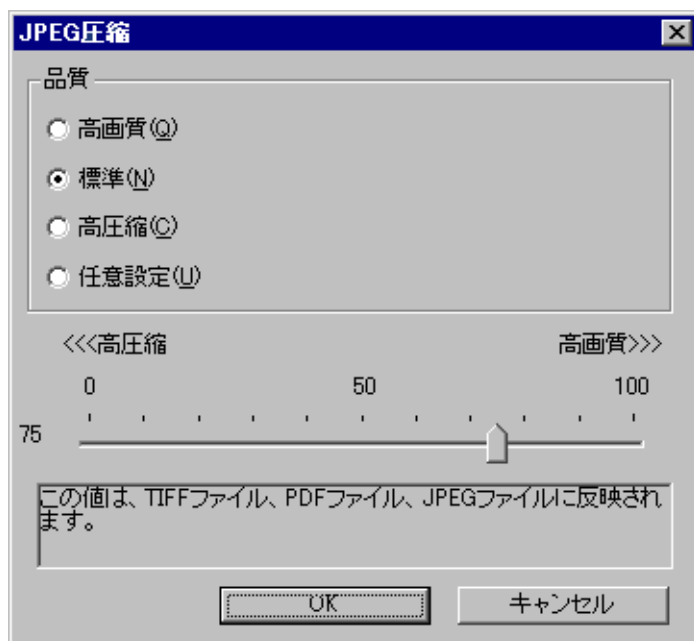 JPEG圧縮
品質
高画質(Q)
標準(N)
高圧縮(C)
任意設定(U)
<<<高圧縮 高画質>>>
0 50 100
75
この値は、TIFFファイル、PDFファイル、JPEGファイルに反映され
ます。
OK キャンセル